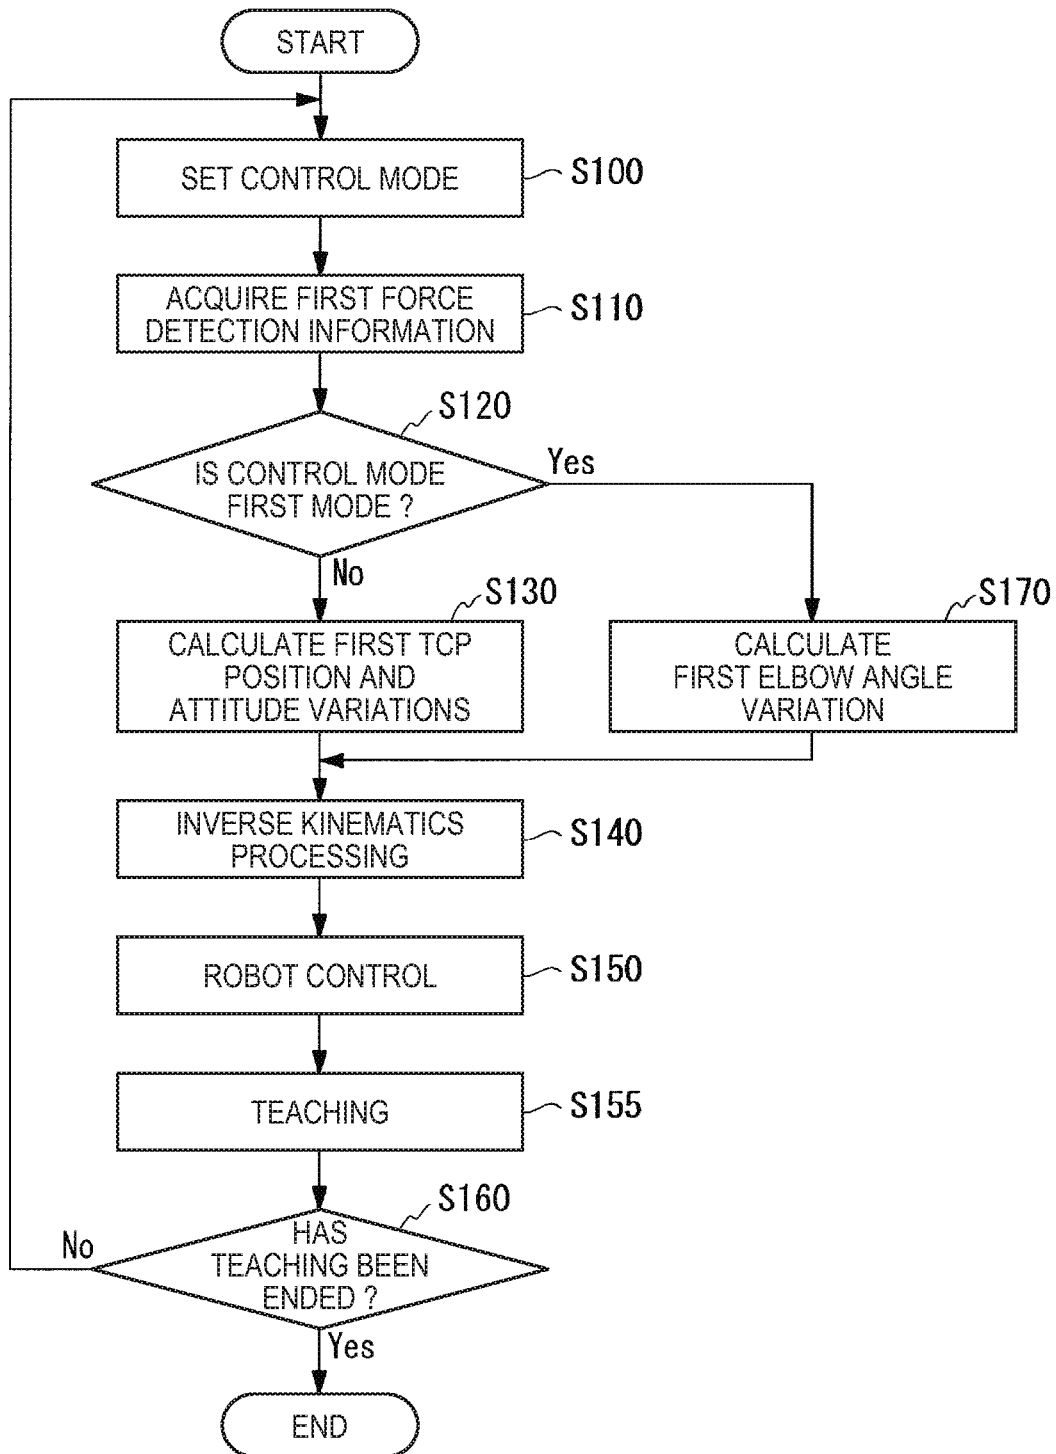 START
SET CONTROL MODE
S100
ACQUIRE FIRST FORCE
DETECTION INFORMATION
S110
S120
IS CONTROL MODE
FIRST MODE ?
Yes
No
S130
CALCULATE FIRST TCP
POSITION AND
ATTITUDE VARIATIONS
S170
CALCULATE
FIRST ELBOW ANGLE
VARIATION
INVERSE KINEMATICS
PROCESSING
S140
ROBOT CONTROL
S150
TEACHING
S155
S160
HAS
TEACHING BEEN
ENDED ?
No
Yes
END